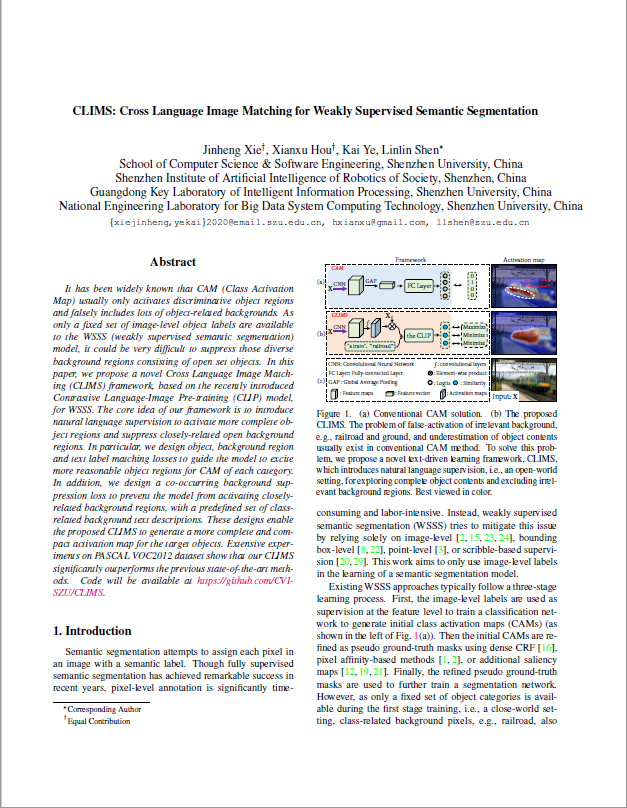 CLIMS: Cross Language Image Matching for Weakly Supervised Semantic Segmentation
Jinheng Xie†, Xianxu Hou†, Kai Ye, Linlin Shen*
School of Computer Science & Software Engineering, Shenzhen University, China
Shenzhen Institute of Artificial Intelligence of Robotics of Society, Shenzhen, China
Guangdong Key Laboratory of Intelligent Information Processing, Shenzhen University, China
National Engineering Laboratory for Big Data System Computing Technology, Shenzhen University, China
{xiejinheng,yekai}2020@email.szu.edu.cn, hxianxu@gmail.com, llshen@szu.edu.cn
Abstract
It has been widely known that CAM (Class Activation
Map) usually only activates discriminative object regions
and falsely includes lots of object-related backgrounds. As
only a fixed set of image-level object labels are available
to the WSSS (weakly supervised semantic segmentation)
model, it could be very difficult to suppress those diverse
background regions consisting of open set objects. In this
paper, we propose a novel Cross Language Image Match-
ing (CLIMS) framework, based on the recently introduced
Contrastive Language-Image Pre-training (CLIP) model,
for WSSS. The core idea of our framework is to introduce
natural language supervision to activate more complete ob-
ject regions and suppress closely-related open background
regions. In particular, we design object, background region
and text label matching losses to guide the model to excite
more reasonable object regions for CAM of each category.
In addition, we design a co-occurring background sup-
pression loss to prevent the model from activating closely-
related background regions, with a predefined set of class-
related background text descriptions. These designs enable
the proposed CLIMS to generate a more complete and com-
pact activation map for the target objects. Extensive exper-
iments on PASCAL VOC2012 dataset show that our CLIMS
significantly outperforms the previous state-of-the-art meth-
ods. Code will be available at https://github.com/CVI-
SZU/CLIMS.
1. Introduction
Semantic segmentation attempts to assign each pixel in
an image with a semantic label. Though fully supervised
semantic segmentation has achieved remarkable success in
recent years, pixel-level annotation is significantly time-
*Corresponding Author
†Equal Contribution
Framework
Activation map
(a)
CAM
X CNN GAP FC Layer
0
1
0
0
(b)
CLIMS
X CNN f X the CLIP
"a train", "railroad"
Maximize
Minimize
Minimize
(c)
CNN: Convolutional Neural Network f: convolutional layers
FC Layer: Fully-connected Layer : Element-wise product
GAP: Global Average Pooling : Logits : Similarity
: Feature maps : Feature vector : Activation maps
Input: X
Figure 1. (a) Conventional CAM solution. (b) The proposed
CLIMS. The problem of false-activation of irrelevant background,
e.g., railroad and ground, and underestimation of object contents
usually exist in conventional CAM method. To solve this pro-
blem, we propose a novel text-driven learning framework, CLIMS,
which introduces natural language supervision, i.e., an open-world
setting, for exploring complete object contents and excluding irrel-
evant background regions. Best viewed in color.
consuming and labor-intensive. Instead, weakly supervised
semantic segmentation (WSSS) tries to mitigate this issue
by relying solely on image-level [2, 15, 23, 24], bounding
box-level [8, 22], point-level [3], or scribble-based supervi-
sion [20, 29]. This work aims to only use image-level labels
in the learning of a semantic segmentation model.
Existing WSSS approaches typically follow a three-stage
learning process. First, the image-level labels are used as
supervision at the feature level to train a classification net-
work to generate initial class activation maps (CAMs) (as
shown in the left of Fig. 1(a)). Then the initial CAMs are re-
fined as pseudo ground-truth masks using dense CRF [16],
pixel affinity-based methods [1, 2], or additional saliency
maps [12, 19, 21]. Finally, the refined pseudo ground-truth
masks are used to further train a segmentation network.
However, as only a fixed set of object categories is avail-
able during the first stage training, i.e., a close-world set-
ting, class-related background pixels, e.g., railroad, also